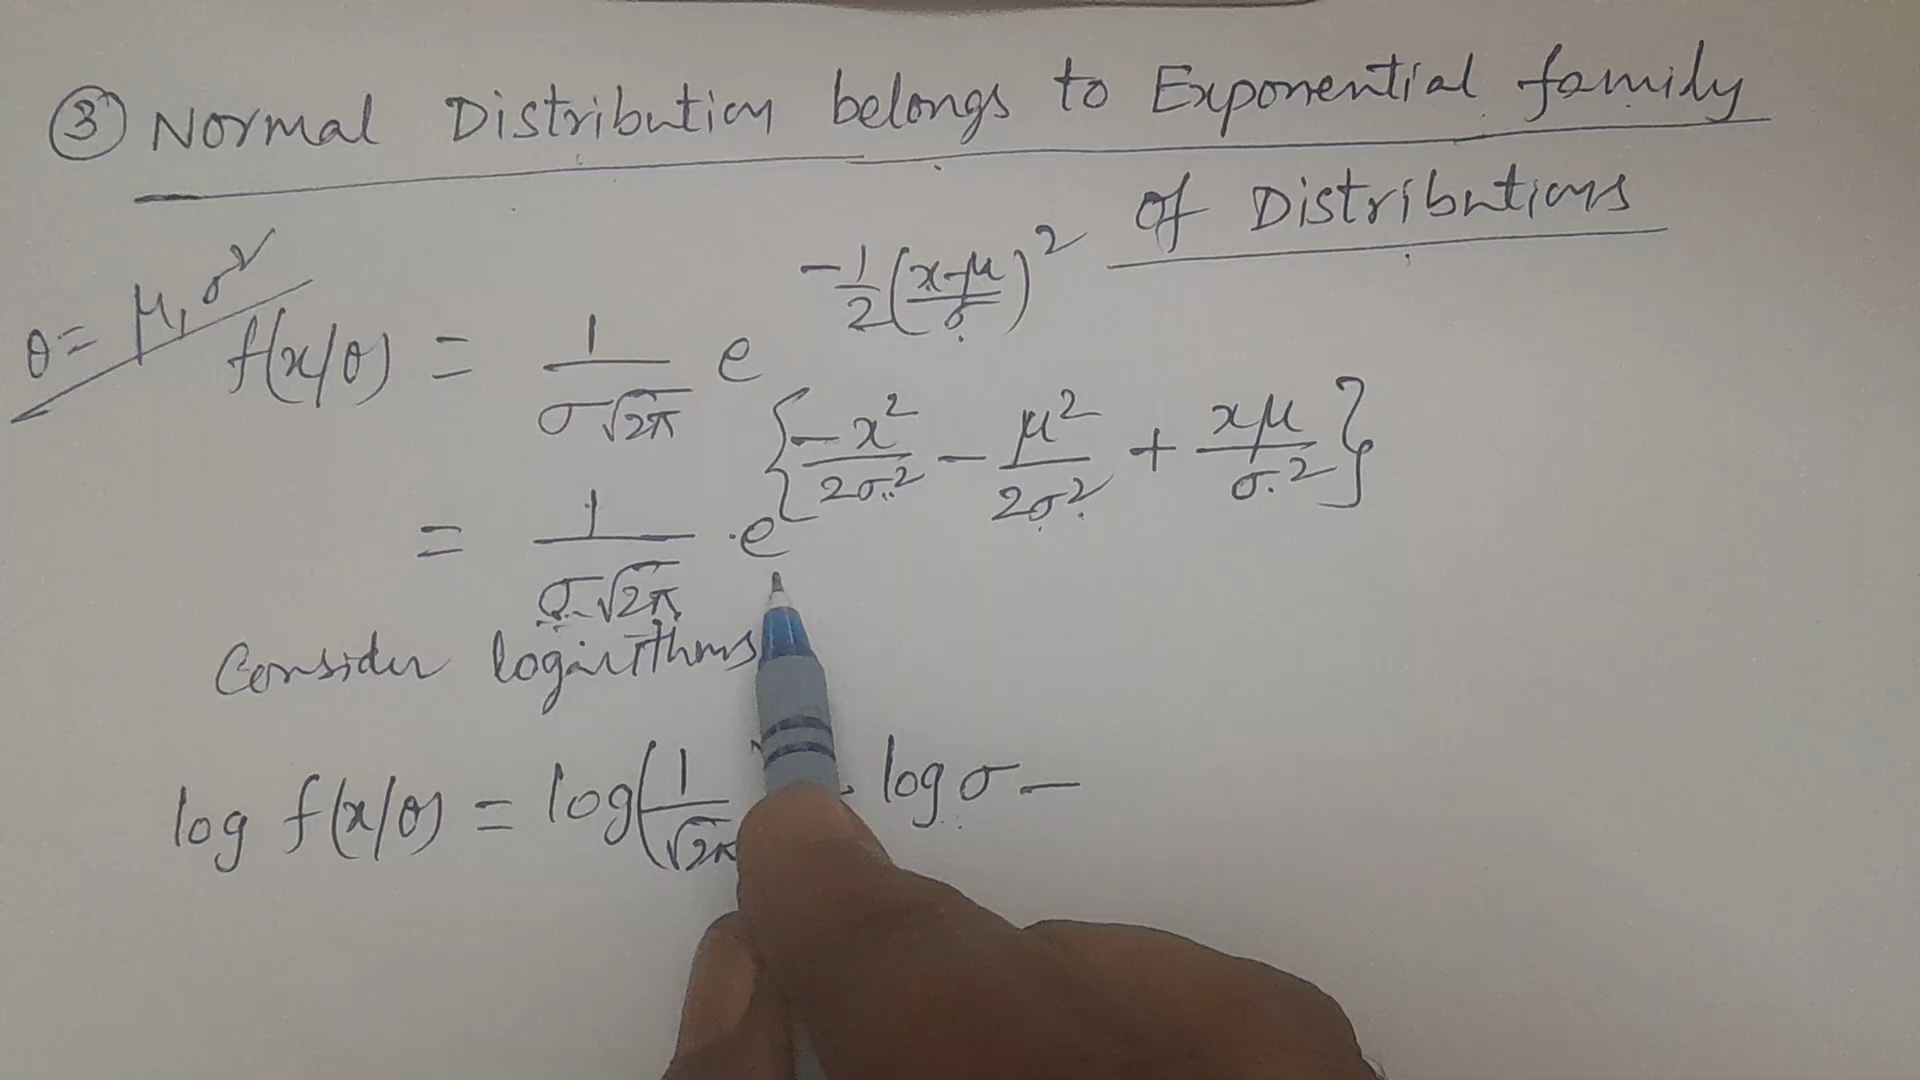 ③ Normal Distribution belongs to Exponential family
of Distributions
θ = μ, σ²
f(x/θ) = 1/(σ√2π) e^{-1/2((x-μ)/σ)²}
= 1/(σ√2π) · e^{-x²/2σ² - μ²/2σ² + xμ/σ²}
Consider logarithms
log f(x/θ) = log(1/√2π - log σ -